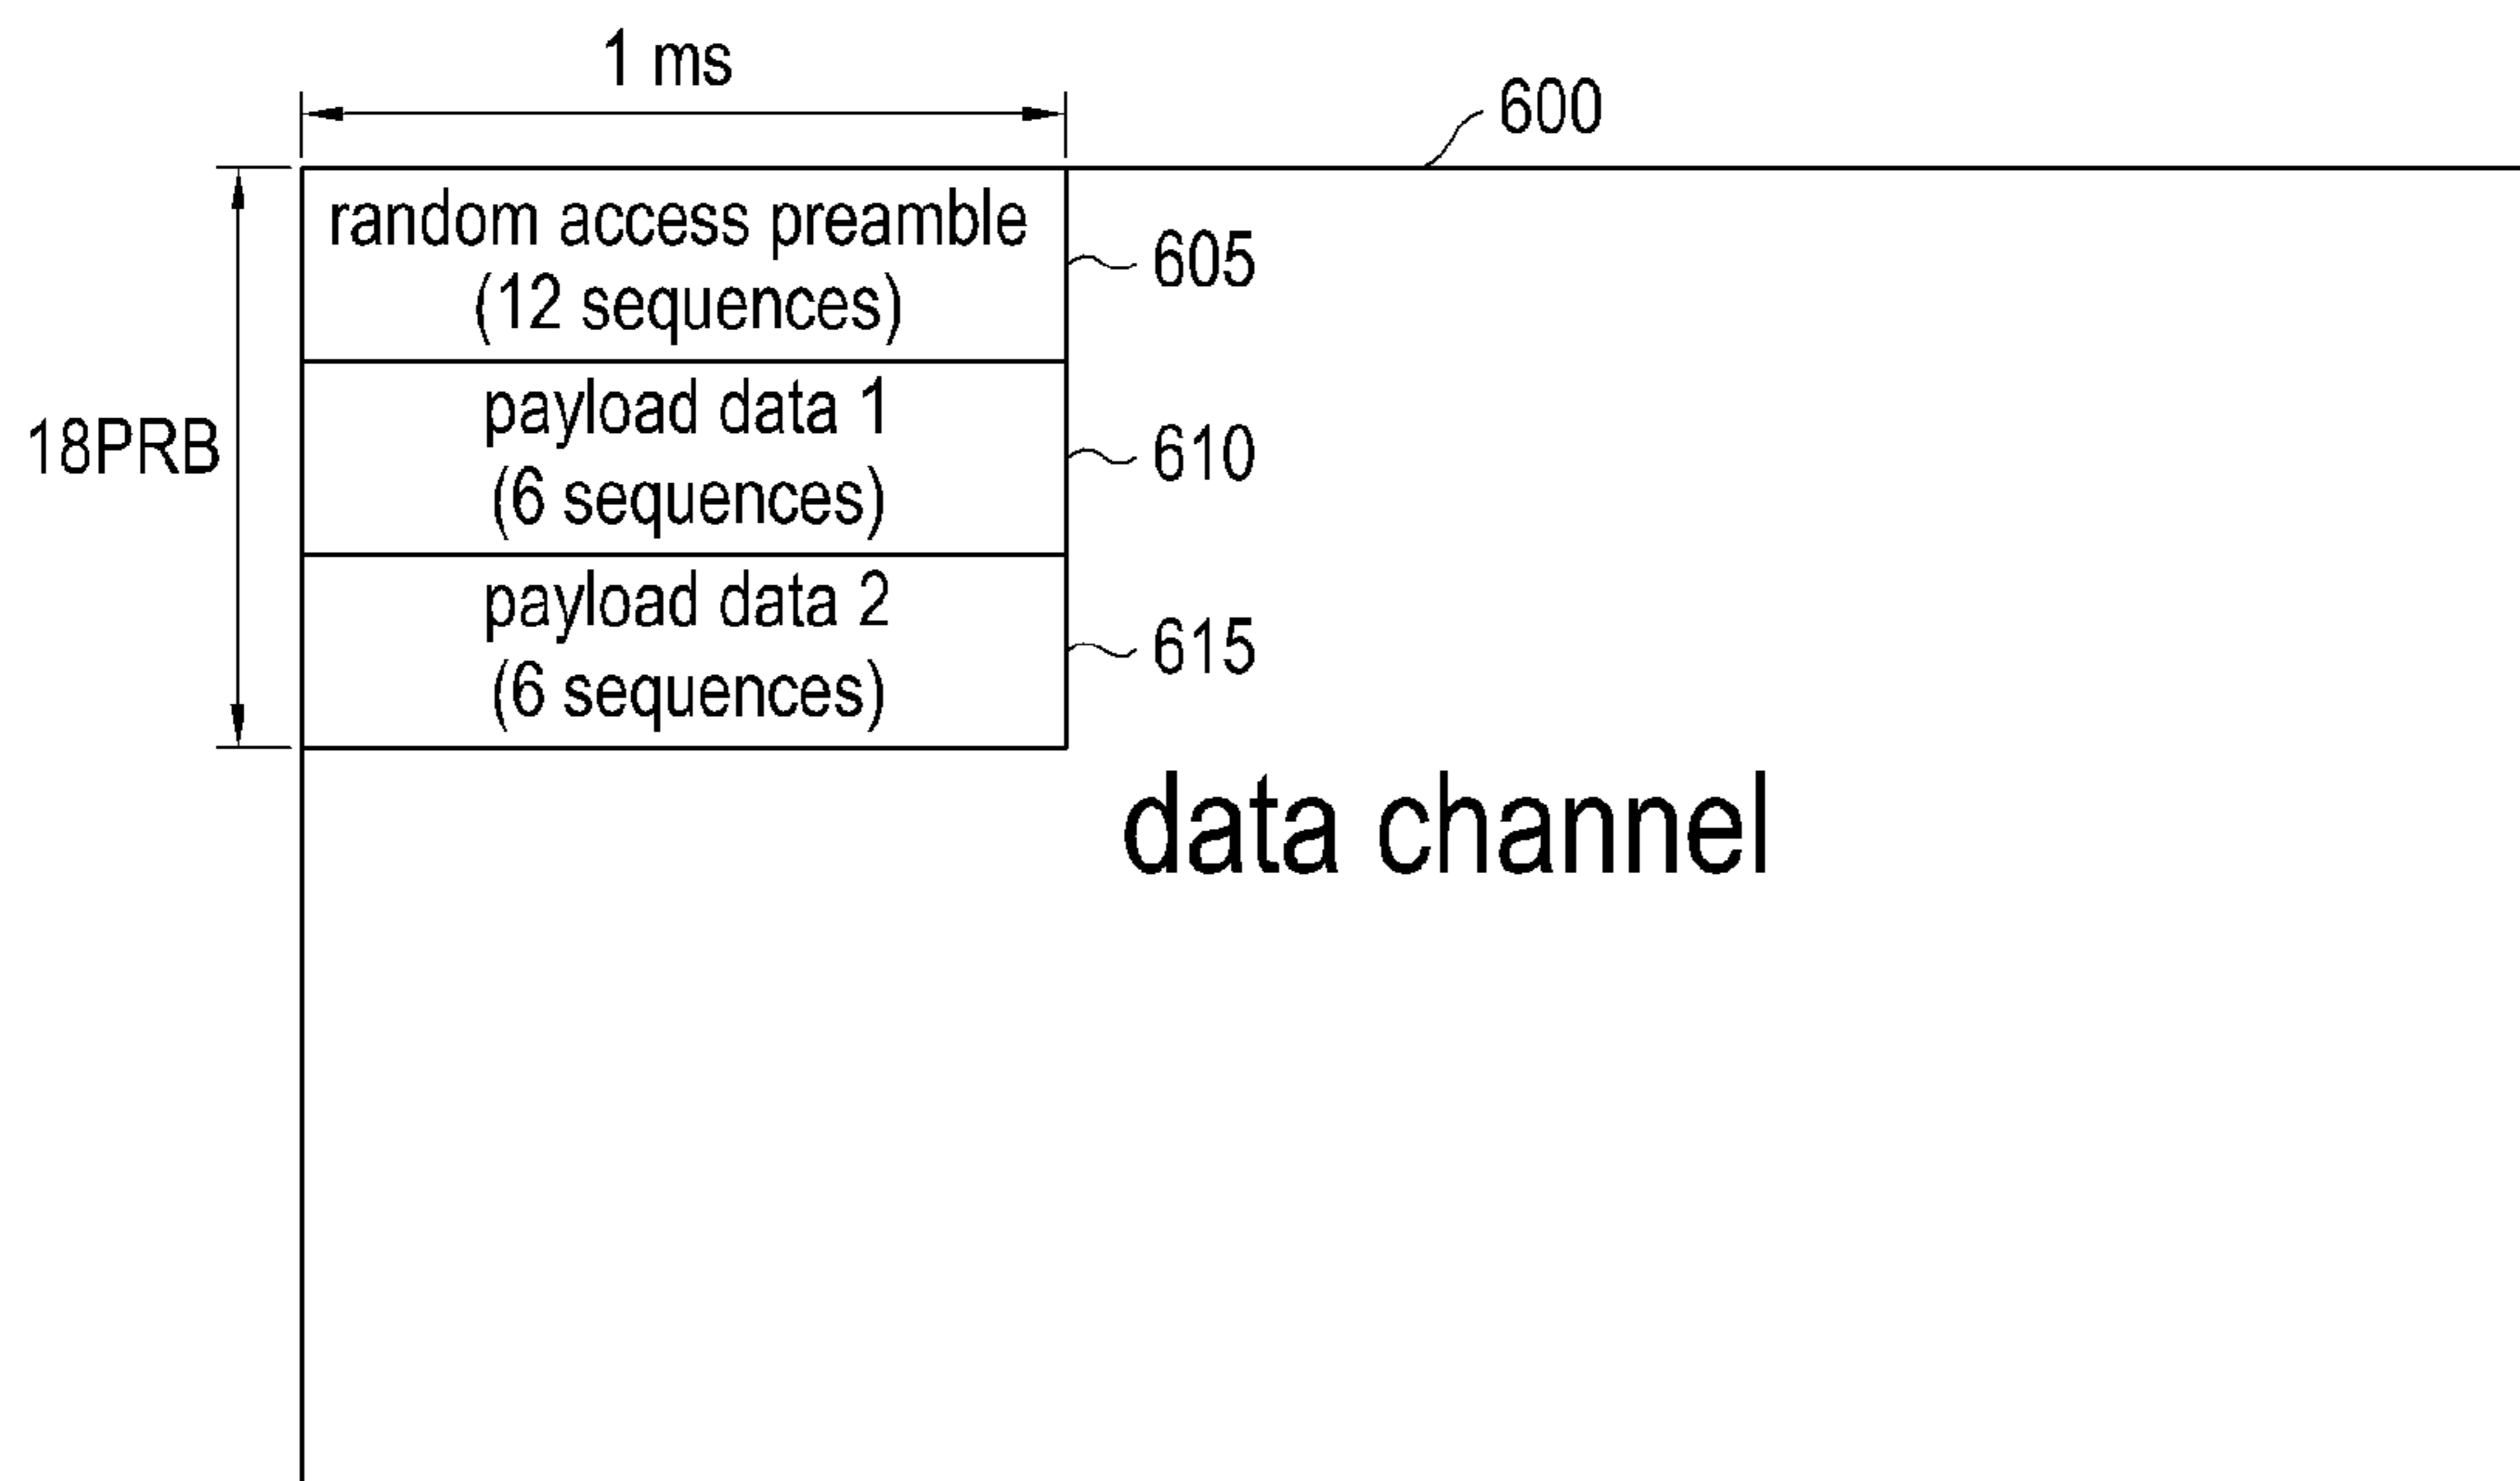 1 ms
600
random access preamble
(12 sequences)
605
payload data 1
(6 sequences)
610
18PRB
payload data 2
(6 sequences)
615
data channel